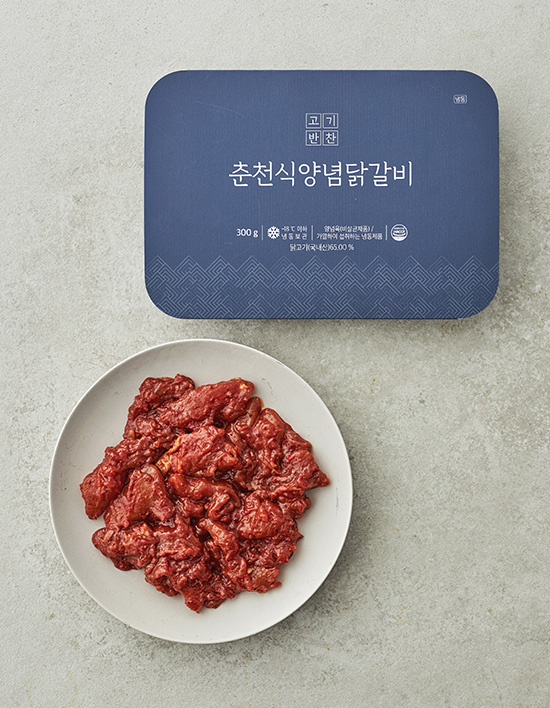 냉동
고기
반찬
춘천식양념닭갈비
300 g
-18 ℃ 이하
냉동보관
양념육(비살균제품) /
가열하여 섭취하는 냉동제품
닭고기(국내산)65.00 %